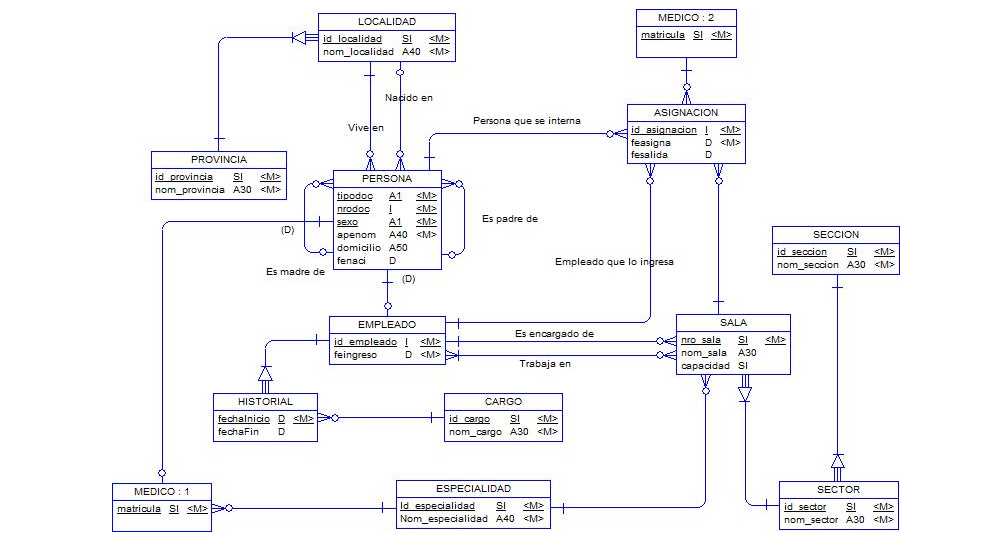 LOCALIDAD
id_localidad SI <M>
nom_localidad A40 <M>
MEDICO : 2
matricula SI <M>
Nacido en
Vive en
Persona que se interna
ASIGNACION
id_asignacion I <M>
feasigna D <M>
fesalida D
PROVINCIA
id_provincia SI <M>
nom_provincia A30 <M>
PERSONA
tipodoc A1 <M>
nrodoc I <M>
sexo A1 <M>
apenom A40 <M>
domicilio A50
fenaci D
(D)
Es padre de
Es madre de
(D)
Empleado que lo ingresa
SECCION
id_seccion SI <M>
nom_seccion A30 <M>
EMPLEADO
id_empleado I <M>
feingreso D <M>
Es encargado de
Trabaja en
SALA
nro_sala SI <M>
nom_sala A30
capacidad SI
HISTORIAL
fechaInicio D <M>
fechaFin D
CARGO
id_cargo SI <M>
nom_cargo A30 <M>
MEDICO : 1
matricula SI <M>
ESPECIALIDAD
Id_especialidad SI <M>
Nom_especialidad A40 <M>
SECTOR
id_sector SI <M>
nom_sector A30 <M>